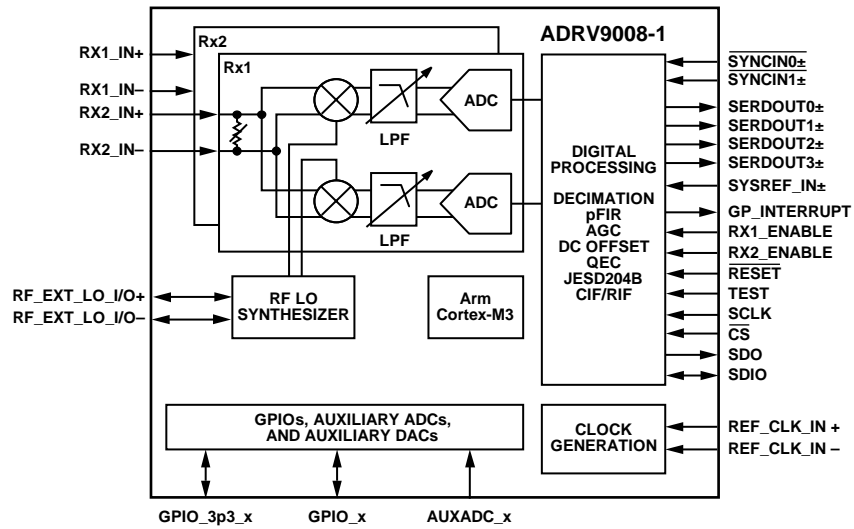 ADRV9008-1
Rx2
Rx1
RX1_IN+
RX1_IN–
RX2_IN+
RX2_IN–
LPF
ADC
LPF
ADC
DIGITAL
PROCESSING
DECIMATION
pFIR
AGC
DC OFFSET
QEC
JESD204B
CIF/RIF
SYNCIN0±
SYNCIN1±
SERDOUT0±
SERDOUT1±
SERDOUT2±
SERDOUT3±
SYSREF_IN±
GP_INTERRUPT
RX1_ENABLE
RX2_ENABLE
RESET
TEST
SCLK
CS
SDO
SDIO
RF_EXT_LO_I/O+
RF_EXT_LO_I/O–
RF LO
SYNTHESIZER
Arm
Cortex-M3
GPIOs, AUXILIARY ADCs,
AND AUXILIARY DACs
CLOCK
GENERATION
REF_CLK_IN +
REF_CLK_IN –
GPIO_3p3_x
GPIO_x
AUXADC_x